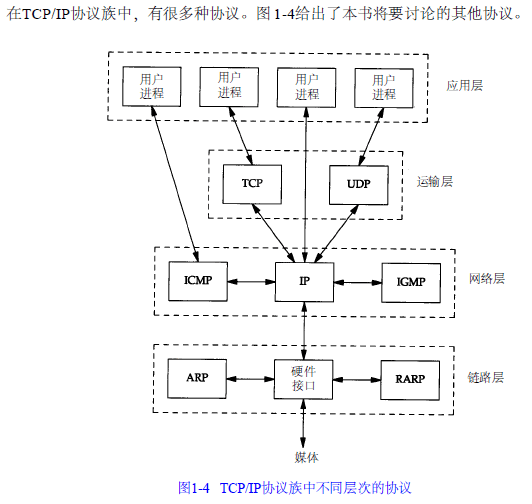 在TCP/IP协议族中，有很多种协议。图1-4给出了本书将要讨论的其他协议。
用户
进程
用户
进程
用户
进程
用户
进程
应用层
TCP
UDP
运输层
ICMP
IP
IGMP
网络层
ARP
硬件
接口
RARP
链路层
媒体
图1-4 TCP/IP协议族中不同层次的协议